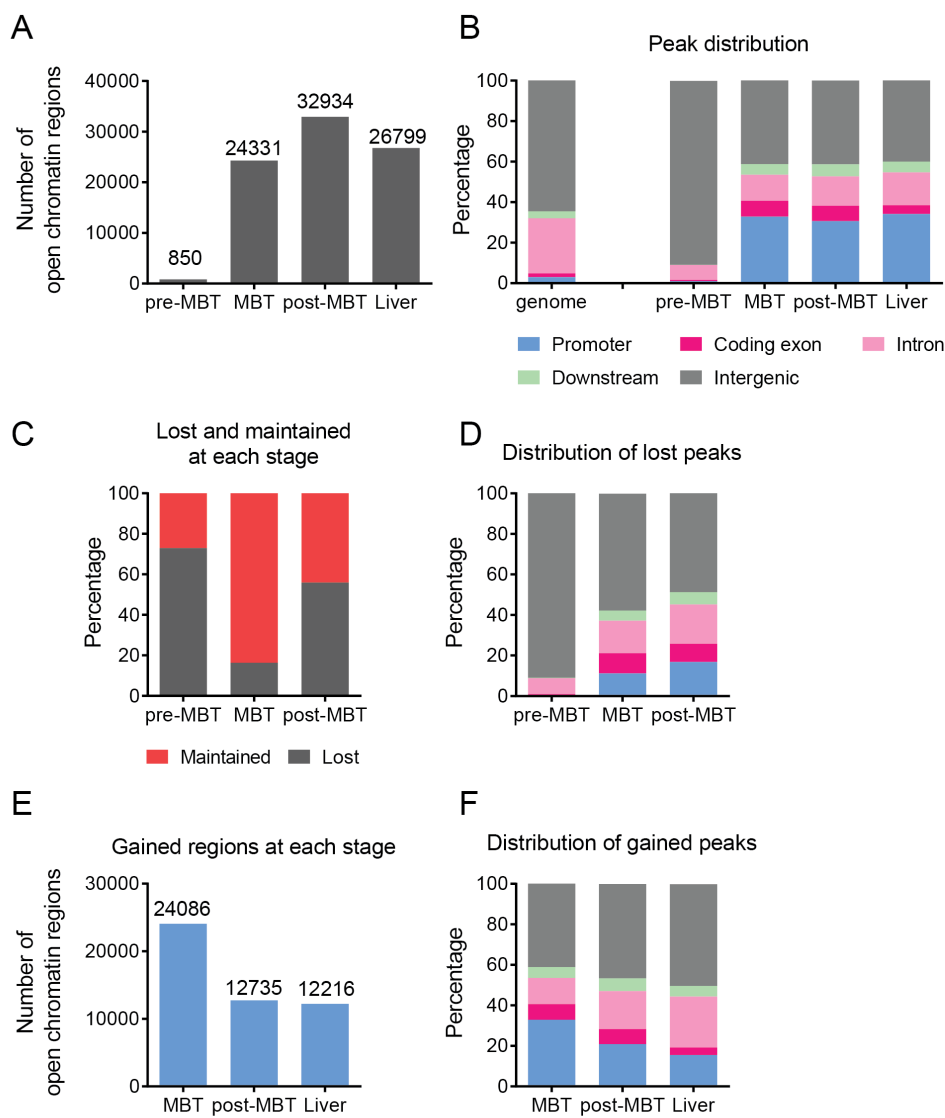 A
Number of
open chromatin regions
40000
30000
20000
10000
0
850
24331
32934
26799
pre-MBT MBT post-MBT Liver
B
Peak distribution
Percentage
100
80
60
40
20
0
genome pre-MBT MBT post-MBT Liver
Promoter Coding exon Intron
Downstream Intergenic
C
Lost and maintained
at each stage
Percentage
100
80
60
40
20
0
pre-MBT MBT post-MBT
Maintained Lost
D
Distribution of lost peaks
Percentage
100
80
60
40
20
0
pre-MBT MBT post-MBT
E
Gained regions at each stage
Number of
open chromatin regions
30000
20000
10000
0
24086
12735
12216
MBT post-MBT Liver
F
Distribution of gained peaks
Percentage
100
80
60
40
20
0
MBT post-MBT Liver